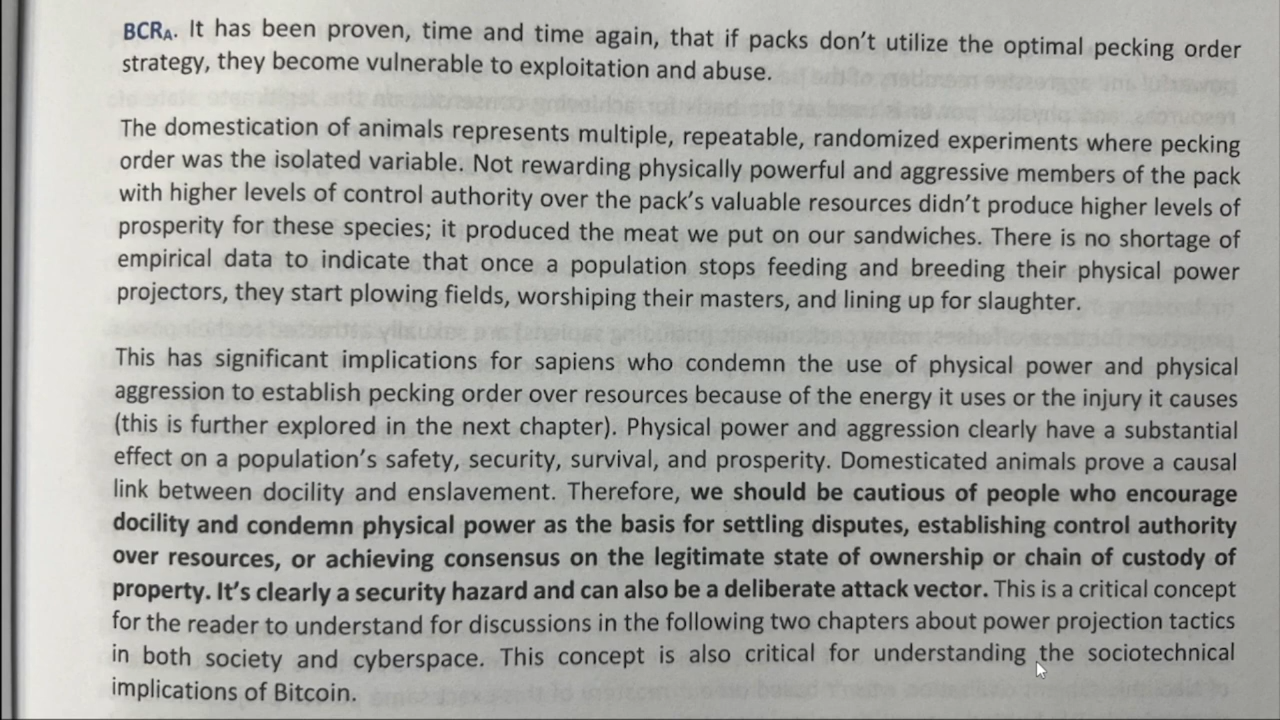 BCRA. It has been proven, time and time again, that if packs don't utilize the optimal pecking order
strategy, they become vulnerable to exploitation and abuse.
The domestication of animals represents multiple, repeatable, randomized experiments where pecking
order was the isolated variable. Not rewarding physically powerful and aggressive members of the pack
with higher levels of control authority over the pack's valuable resources didn't produce higher levels of
prosperity for these species; it produced the meat we put on our sandwiches. There is no shortage of
empirical data to indicate that once a population stops feeding and breeding their physical power
projectors, they start plowing fields, worshiping their masters, and lining up for slaughter.
This has significant implications for sapiens who condemn the use of physical power and physical
aggression to establish pecking order over resources because of the energy it uses or the injury it causes
(this is further explored in the next chapter). Physical power and aggression clearly have a substantial
effect on a population's safety, security, survival, and prosperity. Domesticated animals prove a causal
link between docility and enslavement. Therefore, we should be cautious of people who encourage
docility and condemn physical power as the basis for settling disputes, establishing control authority
over resources, or achieving consensus on the legitimate state of ownership or chain of custody of
property. It's clearly a security hazard and can also be a deliberate attack vector. This is a critical concept
for the reader to understand for discussions in the following two chapters about power projection tactics
in both society and cyberspace. This concept is also critical for understanding the sociotechnical
implications of Bitcoin.